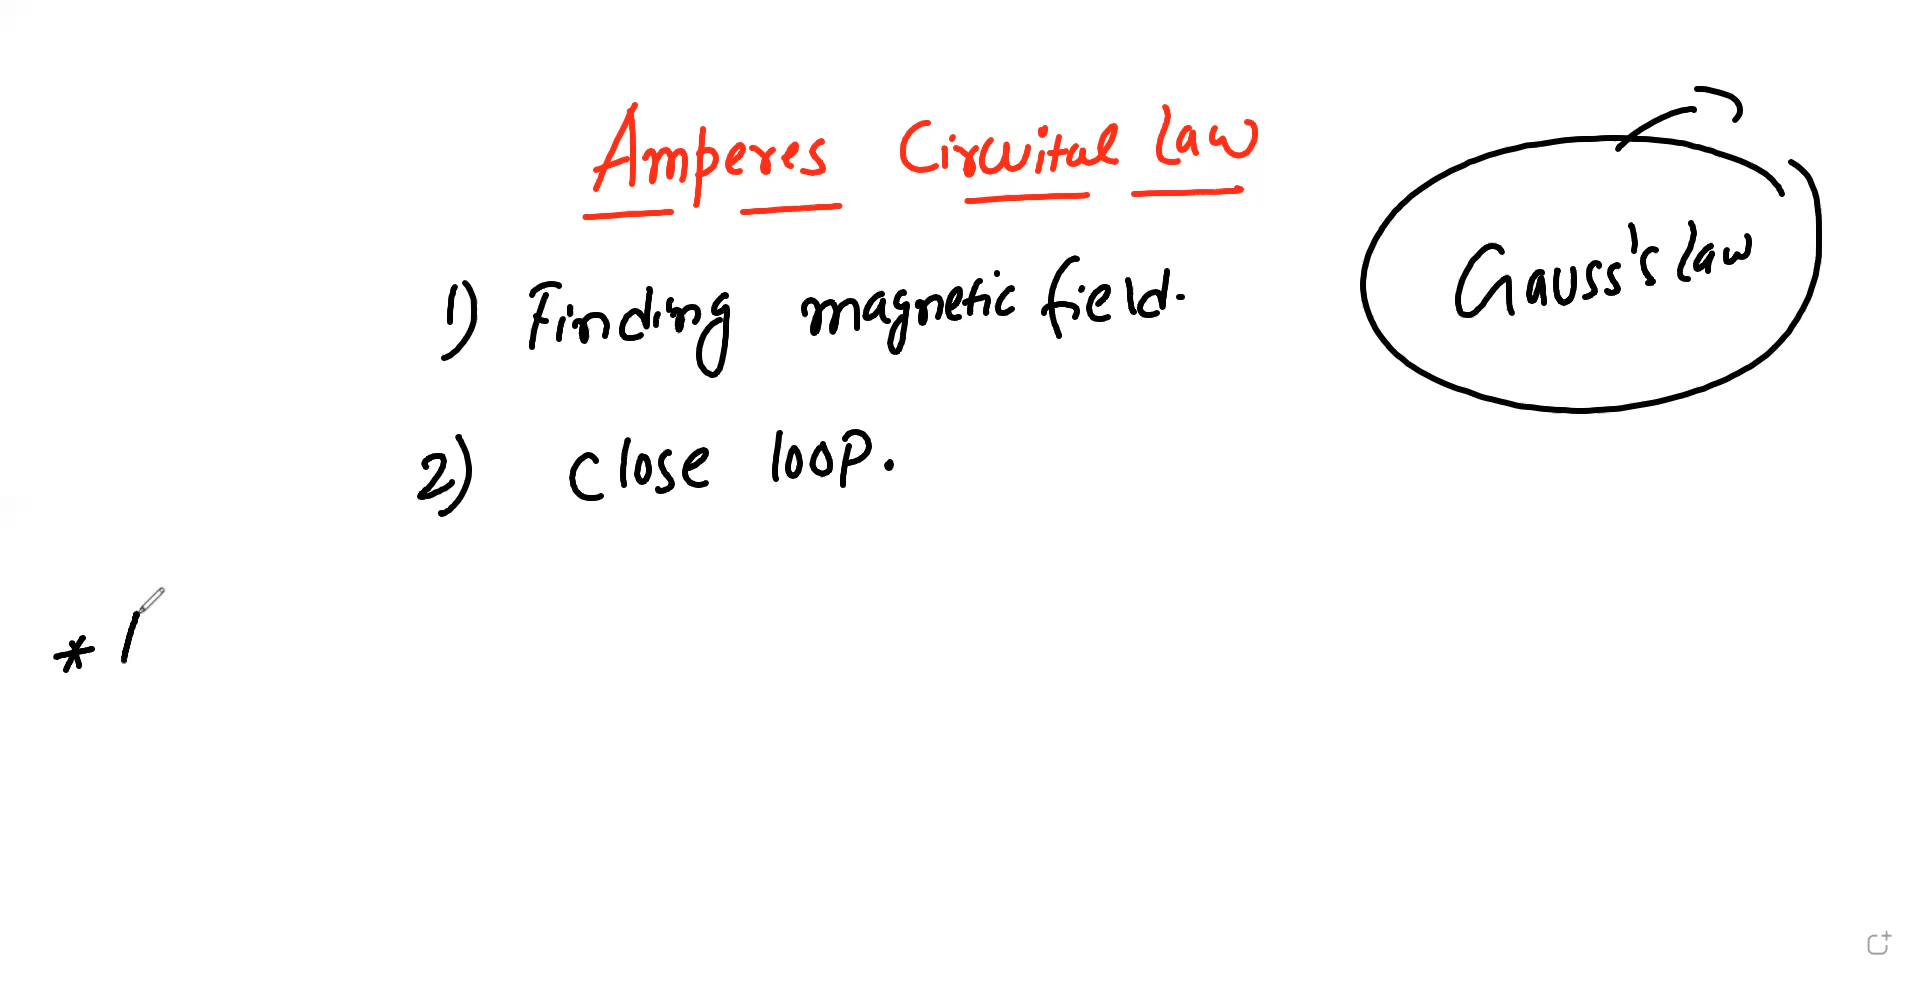 Amperes Circuital law
Gauss's law
1) Finding magnetic field.
2) close loop.
*